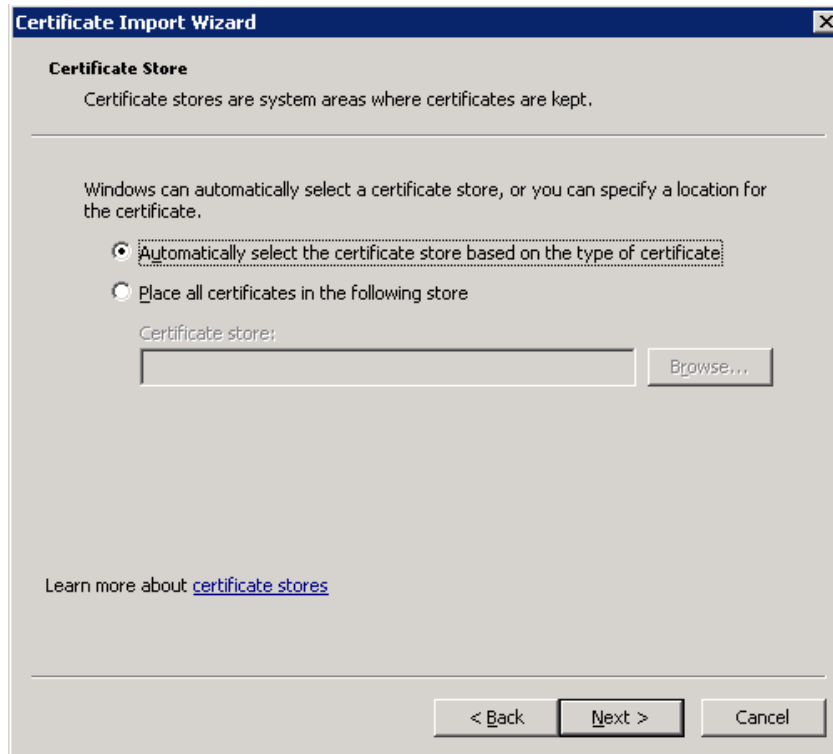 Certificate Import Wizard
Certificate Store
Certificate stores are system areas where certificates are kept.
Windows can automatically select a certificate store, or you can specify a location for
the certificate.
Automatically select the certificate store based on the type of certificate
Place all certificates in the following store
Certificate store:
Browse...
Learn more about certificate stores
< Back
Next >
Cancel